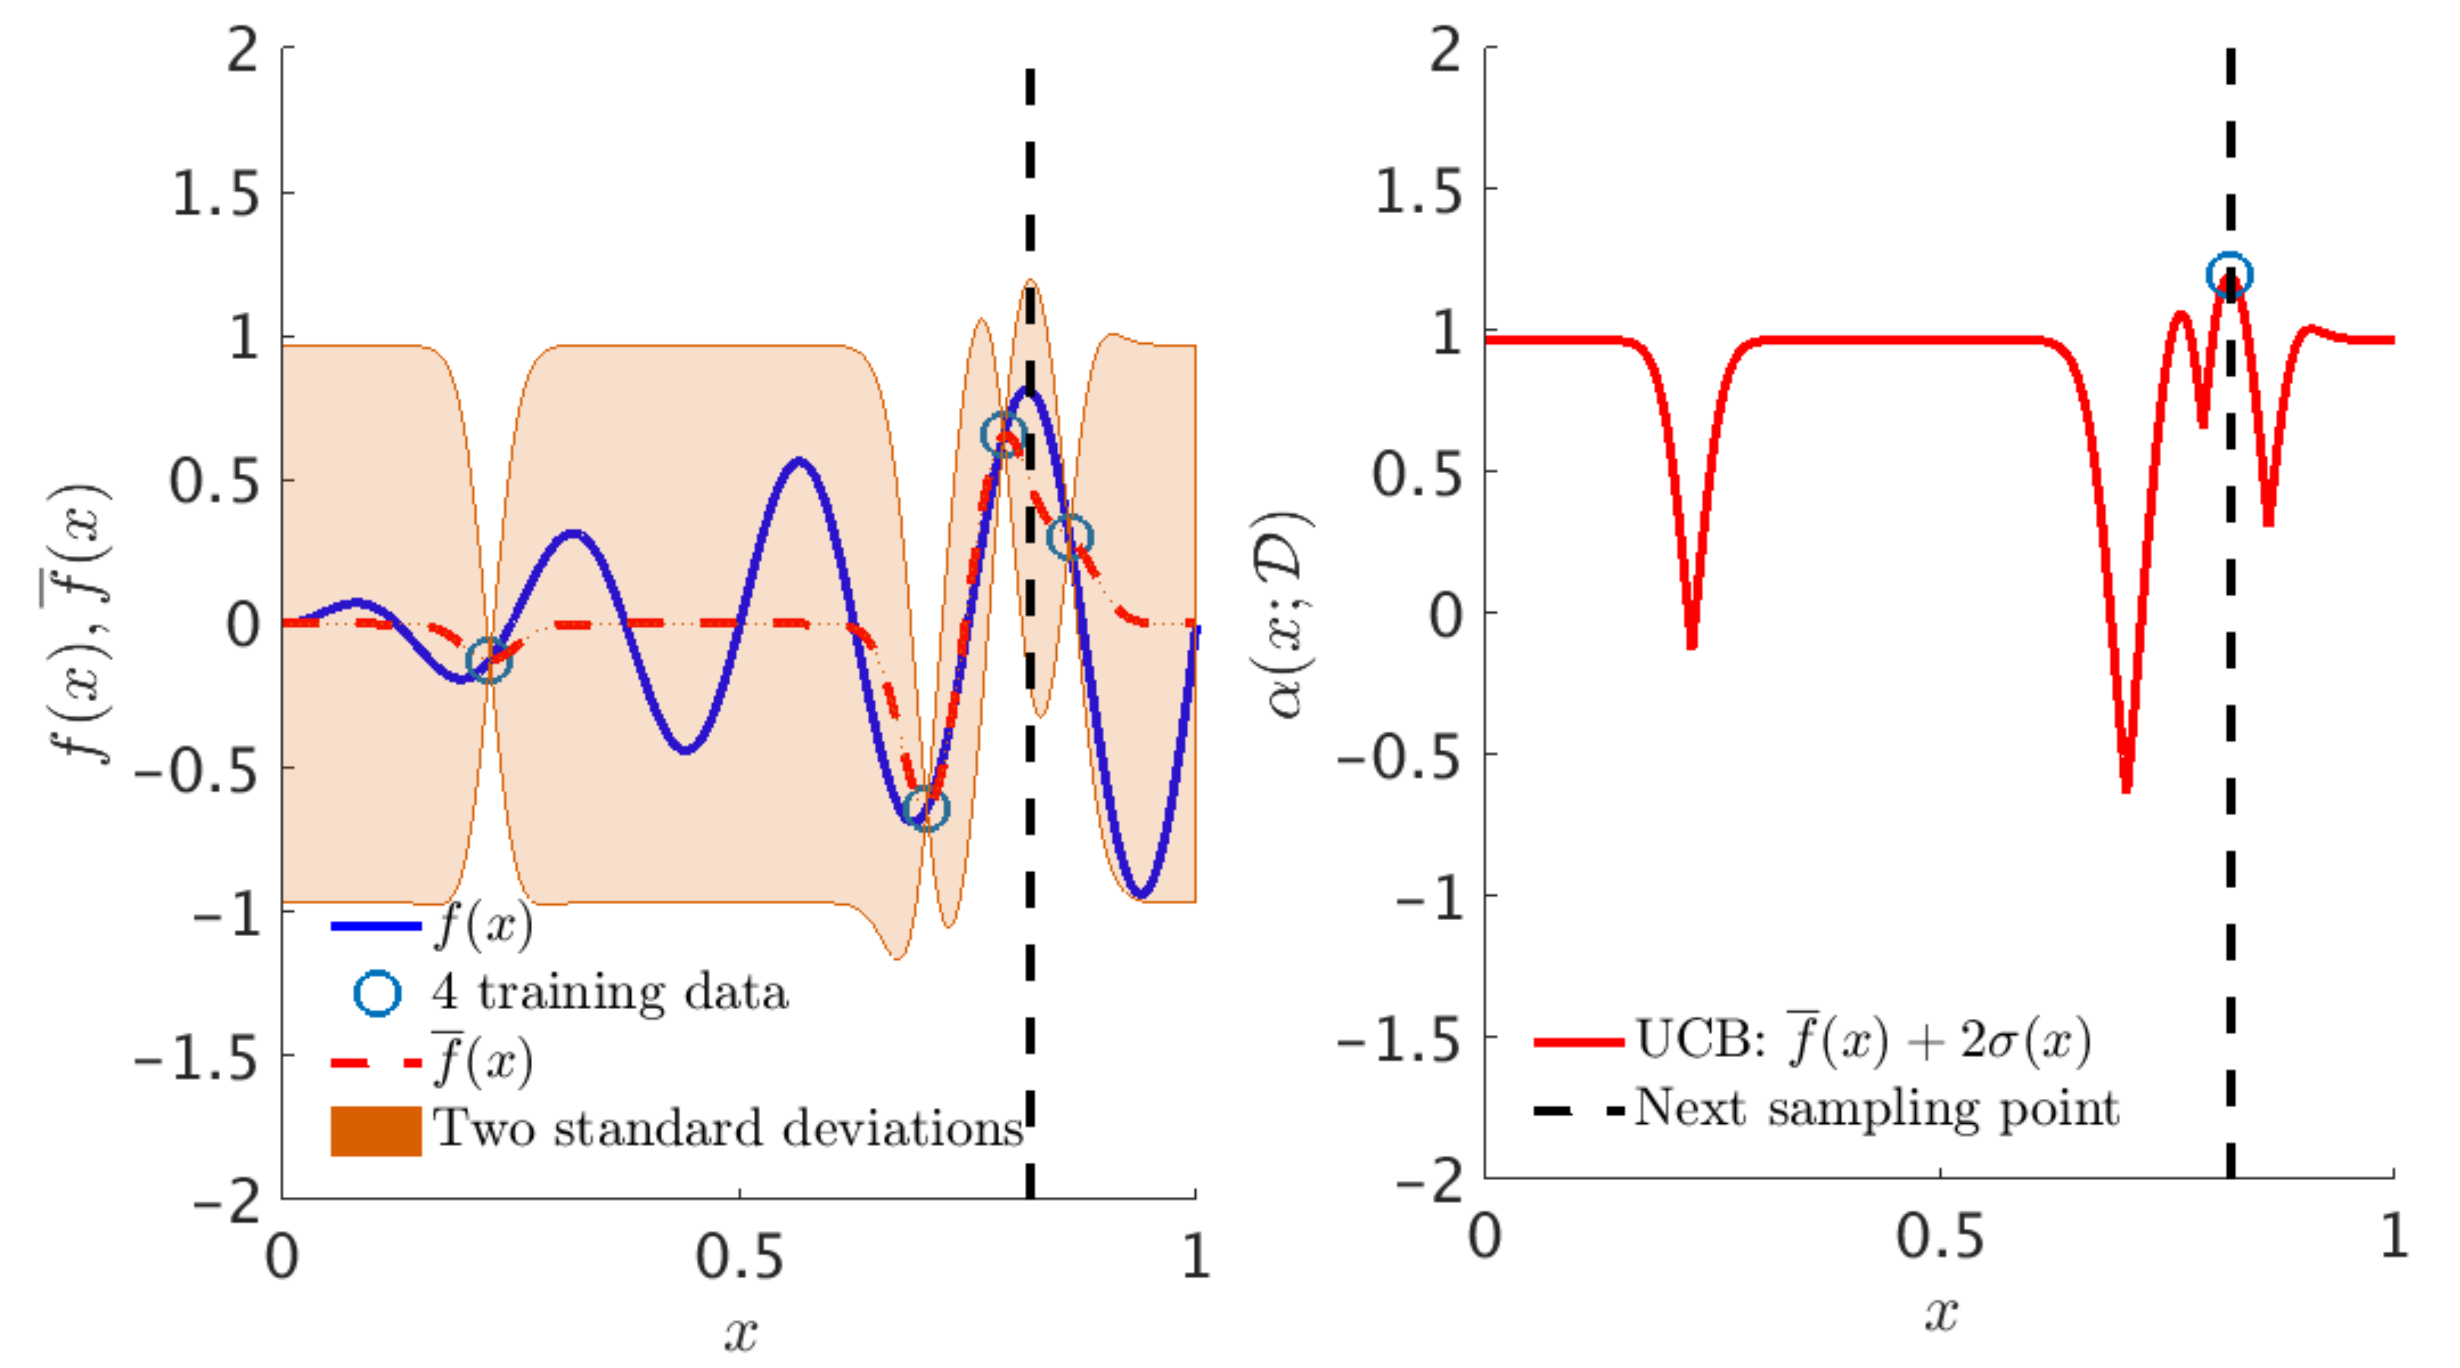 2
1.5
1
0.5
0
-0.5
-1
-1.5
-2
0
0.5
1
x
f(x), f̅(x)
f(x)
4 training data
f̅(x)
Two standard deviations
2
1.5
1
0.5
0
-0.5
-1
-1.5
-2
0
0.5
1
x
α(x; 𝒟)
UCB: f̅(x) + 2σ(x)
Next sampling point